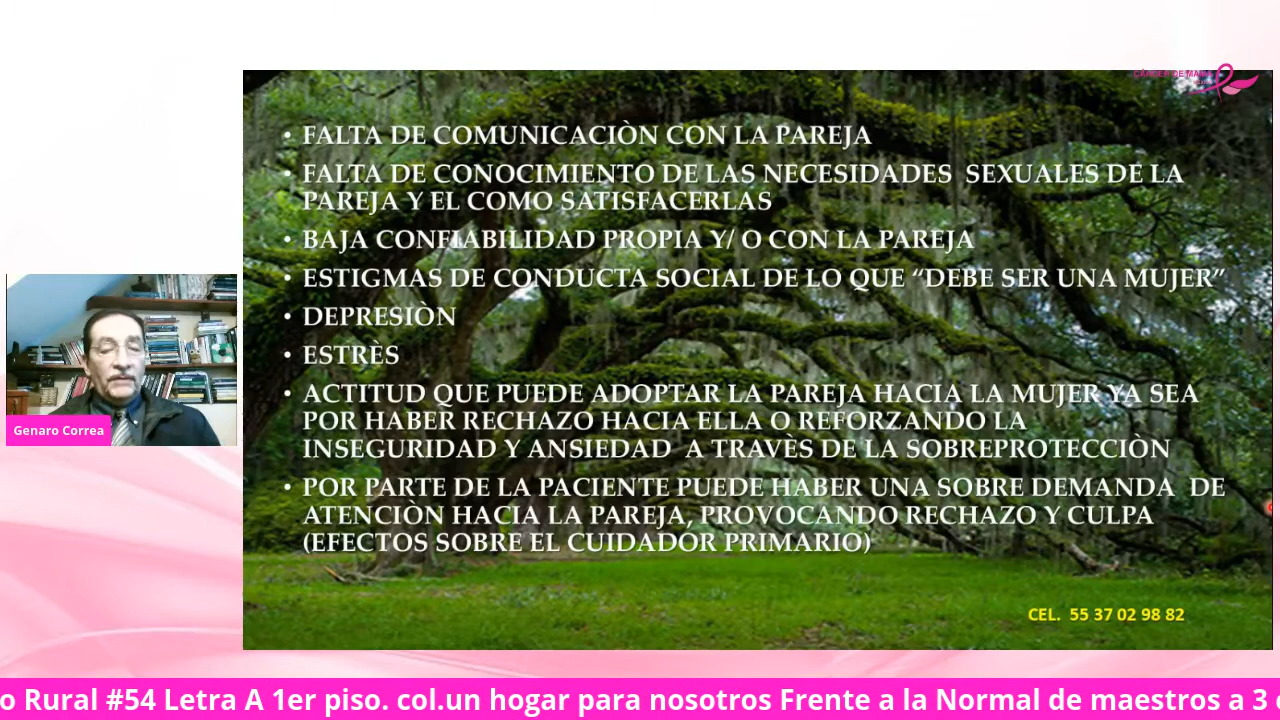 CÁNCER DE MAMA
• FALTA DE COMUNICACIÒN CON LA PAREJA
• FALTA DE CONOCIMIENTO DE LAS NECESIDADES SEXUALES DE LA
PAREJA Y EL COMO SATISFACERLAS
• BAJA CONFIABILIDAD PROPIA Y/ O CON LA PAREJA
• ESTIGMAS DE CONDUCTA SOCIAL DE LO QUE “DEBE SER UNA MUJER”
• DEPRESIÒN
• ESTRÈS
• ACTITUD QUE PUEDE ADOPTAR LA PAREJA HACIA LA MUJER YA SEA
POR HABER RECHAZO HACIA ELLA O REFORZANDO LA
INSEGURIDAD Y ANSIEDAD A TRAVÈS DE LA SOBREPROTECCIÒN
• POR PARTE DE LA PACIENTE PUEDE HABER UNA SOBRE DEMANDA DE
ATENCIÒN HACIA LA PAREJA, PROVOCANDO RECHAZO Y CULPA
(EFECTOS SOBRE EL CUIDADOR PRIMARIO)
CEL. 55 37 02 98 82
Genaro Correa
o Rural #54 Letra A 1er piso. col.un hogar para nosotros Frente a la Normal de maestros a 3